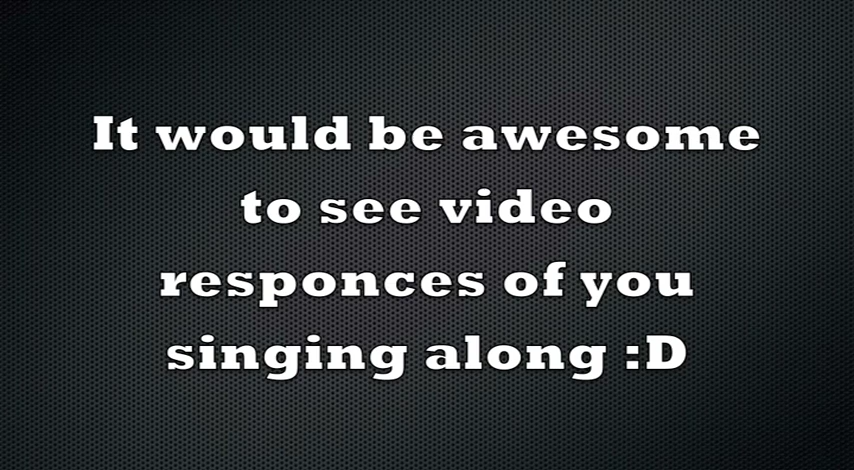 It would be awesome
to see video
responces of you
singing along :D